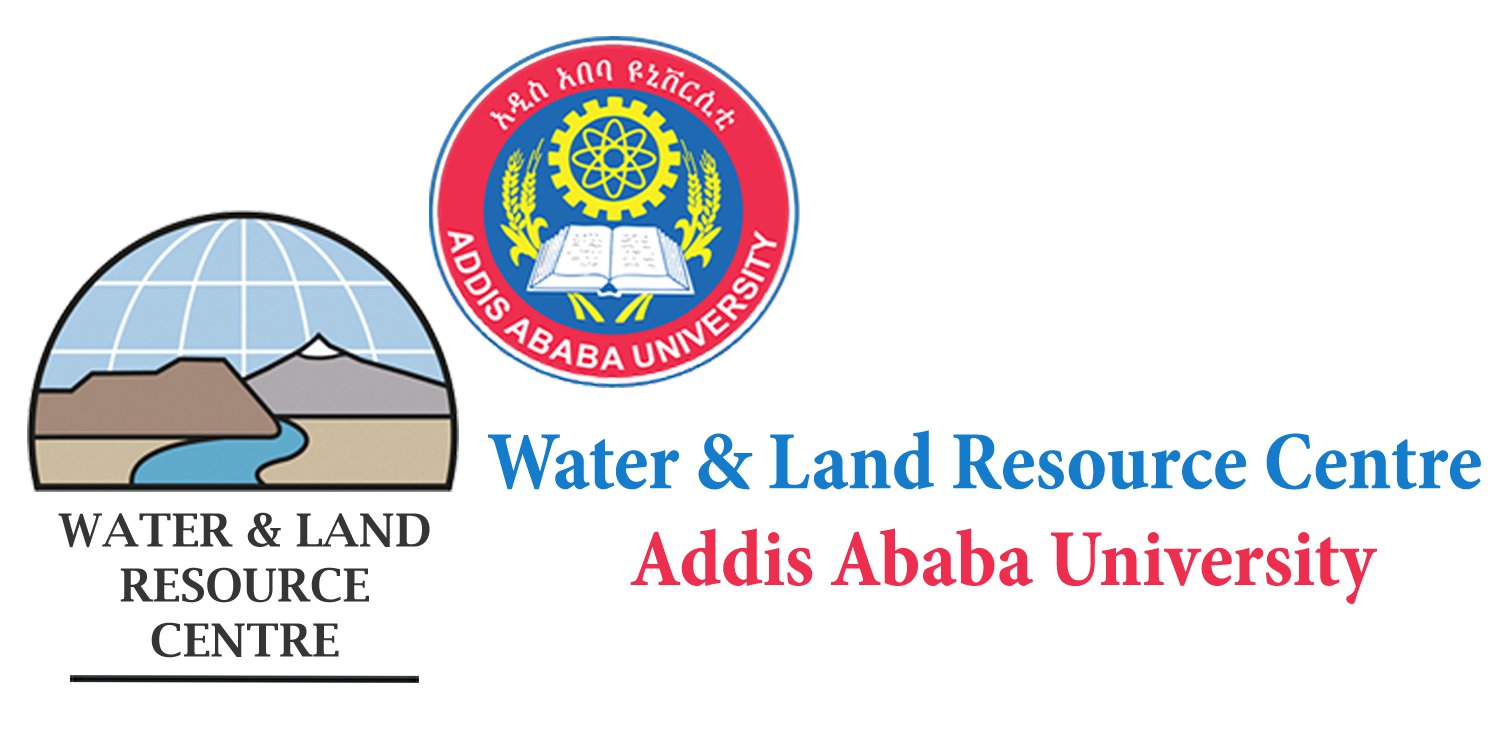 አዲስ አበባ ዩኒቨርሲቲ
ADDIS ABABA UNIVERSITY
WATER & LAND
RESOURCE
CENTRE
Water & Land Resource Centre
Addis Ababa University